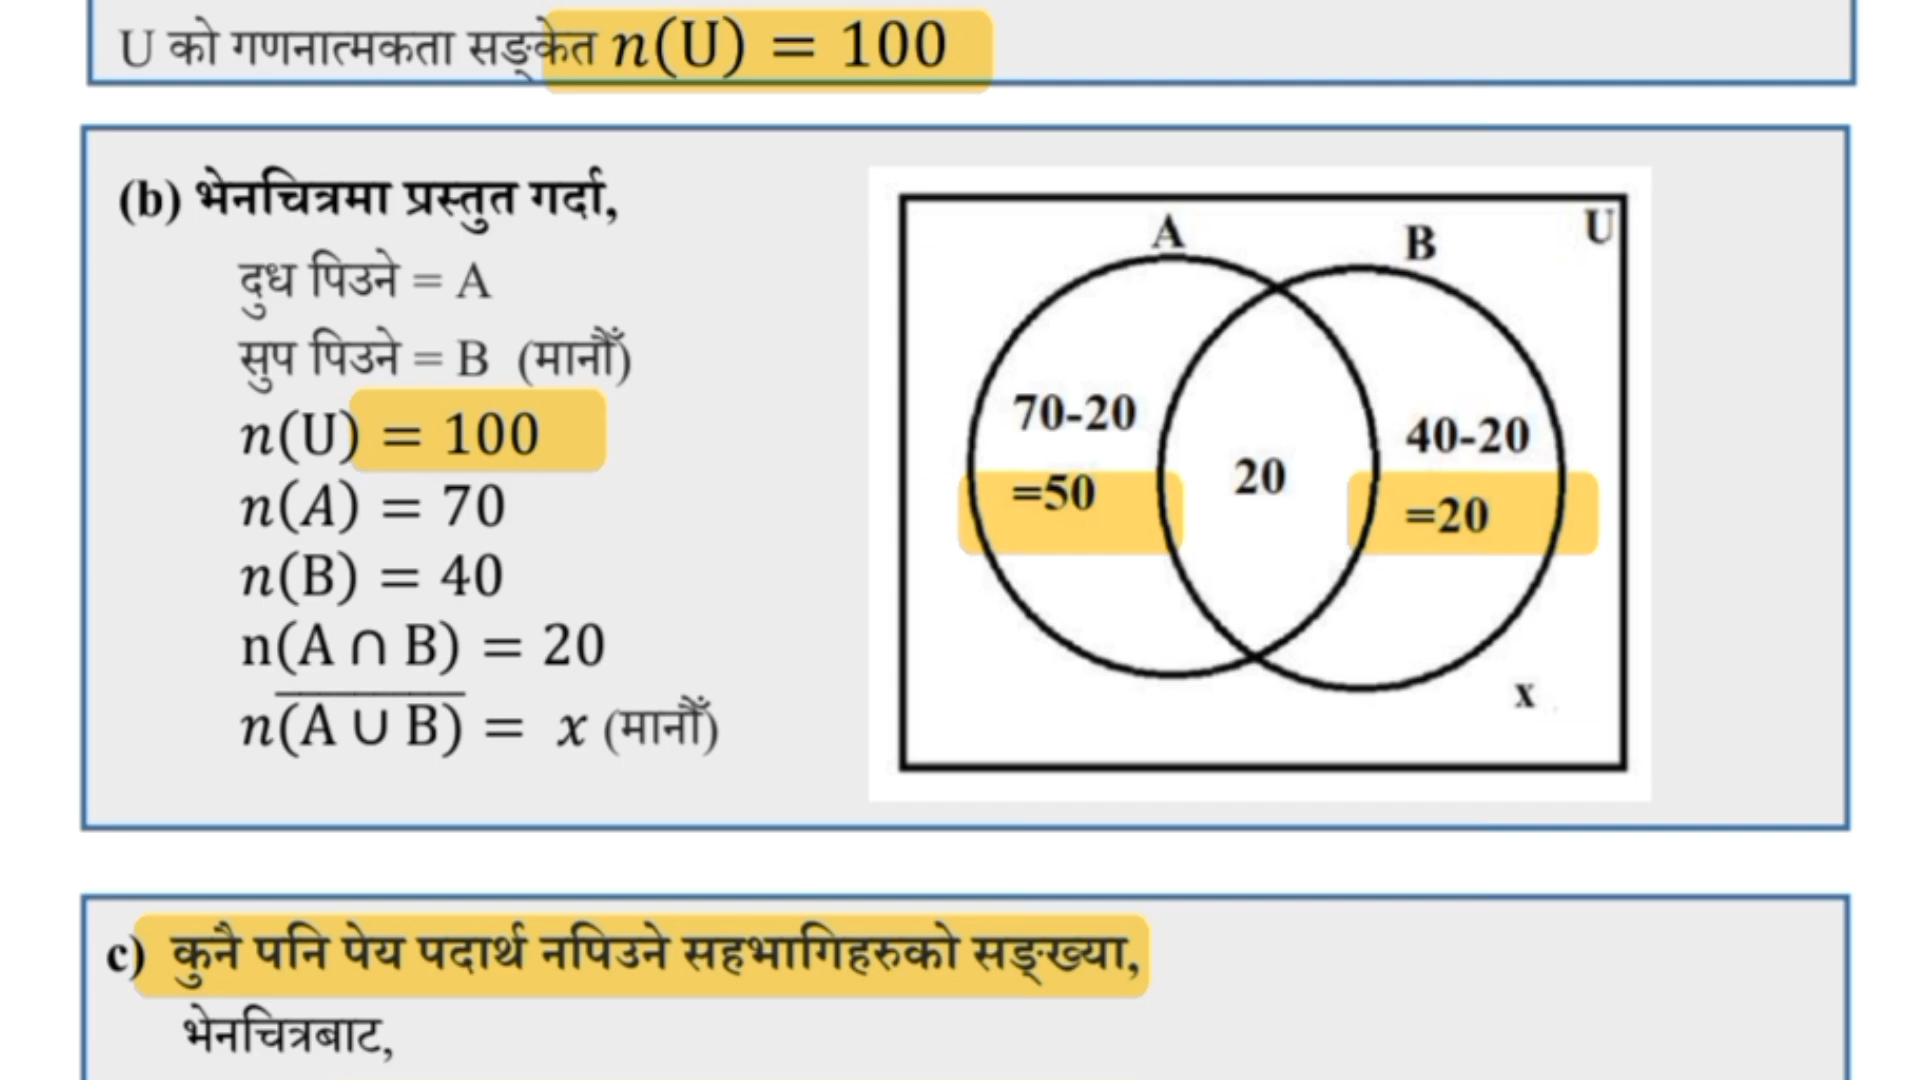 U को गणनात्मकता सङ्केत n(U) = 100
(b) भेनचित्रमा प्रस्तुत गर्दा,
दुध पिउने = A
सुप पिउने = B (मानौँ)
n(U) = 100
n(A) = 70
n(B) = 40
n(A ∩ B) = 20
n(A̅ ̅∪̅ ̅B̅) = x (मानौँ)
A
B
U
70-20
=50
20
40-20
=20
x
c) कुनै पनि पेय पदार्थ नपिउने सहभागिहरुको सङ्ख्या,
भेनचित्रबाट,